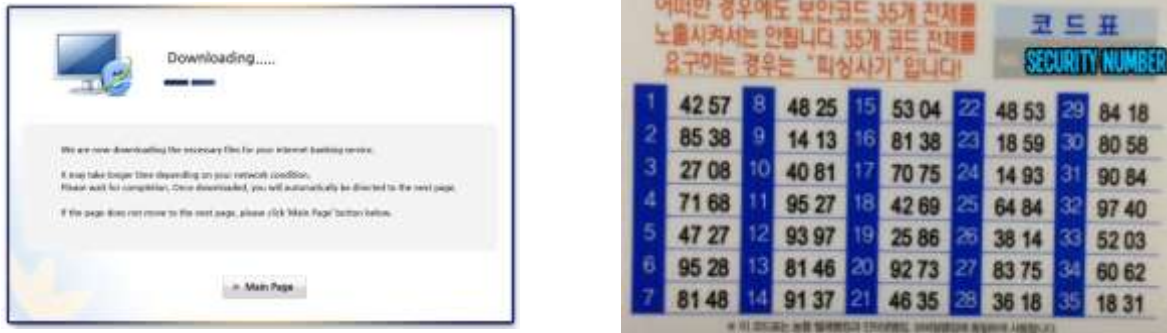 Downloading.....
We are now downloading the necessary files for your internet banking service.
It may take longer time depending on your network condition.
Please wait for completion. Once downloaded, you will automatically be directed to the next page.
If the page does not move to the next page, please click 'Main Page' button below.
» Main Page
어떠한 경우에도 보안코드 35개 전체를
노출시켜서는 안됩니다. 35개 코드 전체를
요구하는 경우는 "피싱사기"입니다!
코드표
SECURITY NUMBER
1 42 57 8 48 25 15 53 04 22 48 53 29 84 18
2 85 38 9 14 13 16 81 38 23 18 59 30 80 58
3 27 08 10 40 81 17 70 75 24 14 93 31 90 84
4 71 68 11 95 27 18 42 69 25 64 84 32 97 40
5 47 27 12 93 97 19 25 86 26 38 14 33 52 03
6 95 28 13 81 46 20 92 73 27 83 75 34 60 62
7 81 48 14 91 37 21 46 35 28 36 18 35 18 31